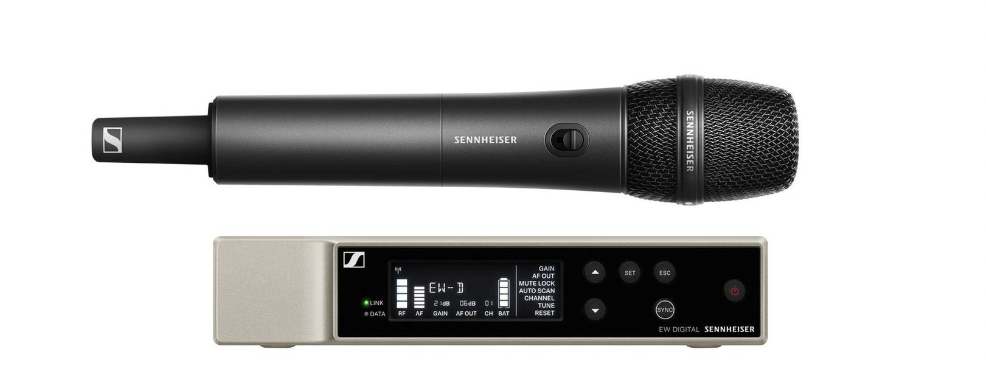 SENNHEISER
SENNHEISER
EW-D
21dB 06dB 01
LINK
DATA
RF AF GAIN AF OUT CH BAT
GAIN
AF OUT
MUTE LOCK
AUTO SCAN
CHANNEL
TUNE
RESET
SET
ESC
SYNC
EW DIGITAL SENNHEISER